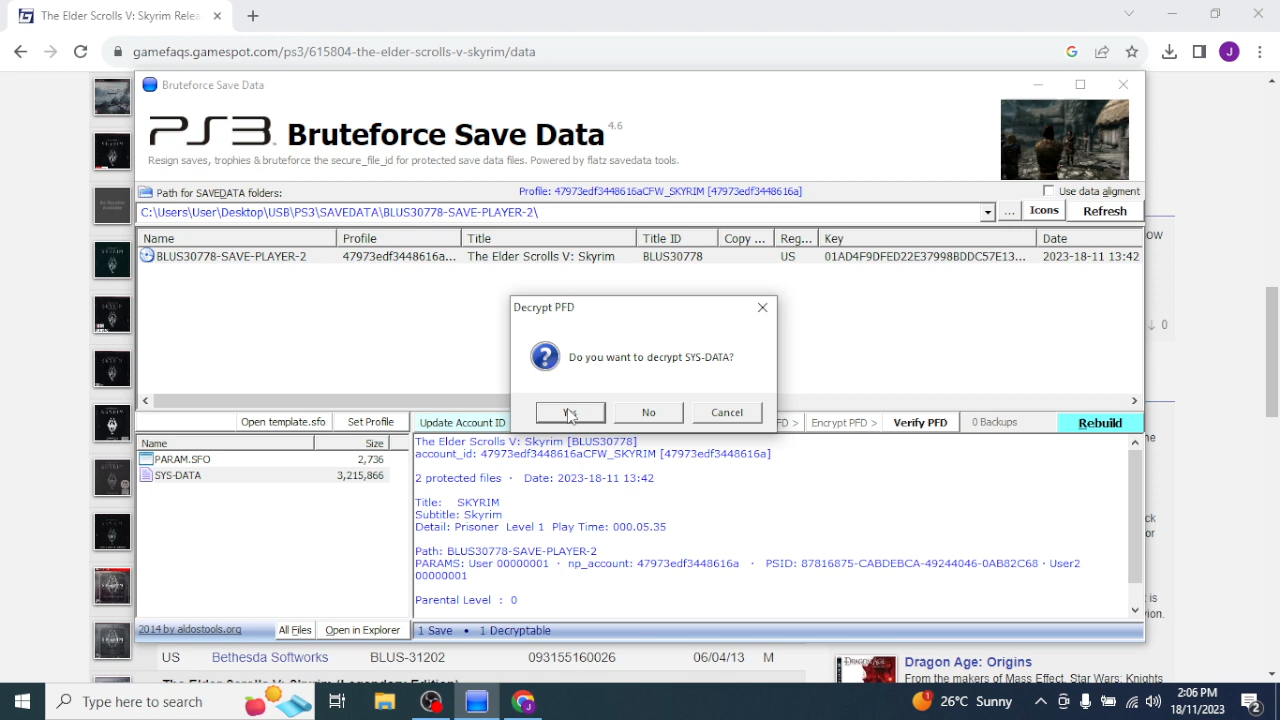 The Elder Scrolls V: Skyrim Relea
gamefaqs.gamespot.com/ps3/615804-the-elder-scrolls-v-skyrim/data
J
Bruteforce Save Data
PS3 Bruteforce Save Data 4.6
Resign saves, trophies & bruteforce the secure_file_id for protected save data files. Powered by flatz savedata tools.
Path for SAVEDATA folders: Profile: 47973edf3448616aCFW_SKYRIM [47973edf3448616a] Use data aligment
C:\Users\User\Desktop\USB\PS3\SAVEDATA\BLUS30778-SAVE-PLAYER-2\ ... Icons Refresh
Name Profile Title Title ID Copy ... Reg... Key Date
BLUS30778-SAVE-PLAYER-2 47973edf3448616a... The Elder Scrolls V: Skyrim BLUS30778 US 01AD4F9DFED22E37998BDDC57E13... 2023-18-11 13:42
Decrypt PFD
Do you want to decrypt SYS-DATA?
No Cancel
Open template.sfo Set Profile Update Account ID FD > Encrypt PFD > Verify PFD 0 Backups Rebuild
Name Size
PARAM.SFO 2,736
SYS-DATA 3,215,866
The Elder Scrolls V: Skyrim [BLUS30778]
account_id: 47973edf3448616aCFW_SKYRIM [47973edf3448616a]
2 protected files · Date: 2023-18-11 13:42
Title: SKYRIM
Subtitle: Skyrim
Detail: Prisoner Level 1 Play Time: 000.05.35
Path: BLUS30778-SAVE-PLAYER-2
PARAMS: User 00000001 · np_account: 47973edf3448616a · PSID: 87816875-CABDEBCA-49244046-0AB82C68 · User2
00000001
Parental Level : 0
2014 by aldostools.org All Files Open in Explorer 1 Save • 1 Decryptable
ow
↓ 0
he
ck
or
is
ion.
US Bethesda Softworks BLUS-31202 093155160026 06/04/13 M
Dragon Age: Origins
From the makers of Mass Effect, Star Wars: Knights
Type here to search
26°C Sunny
2:06 PM
18/11/2023
2